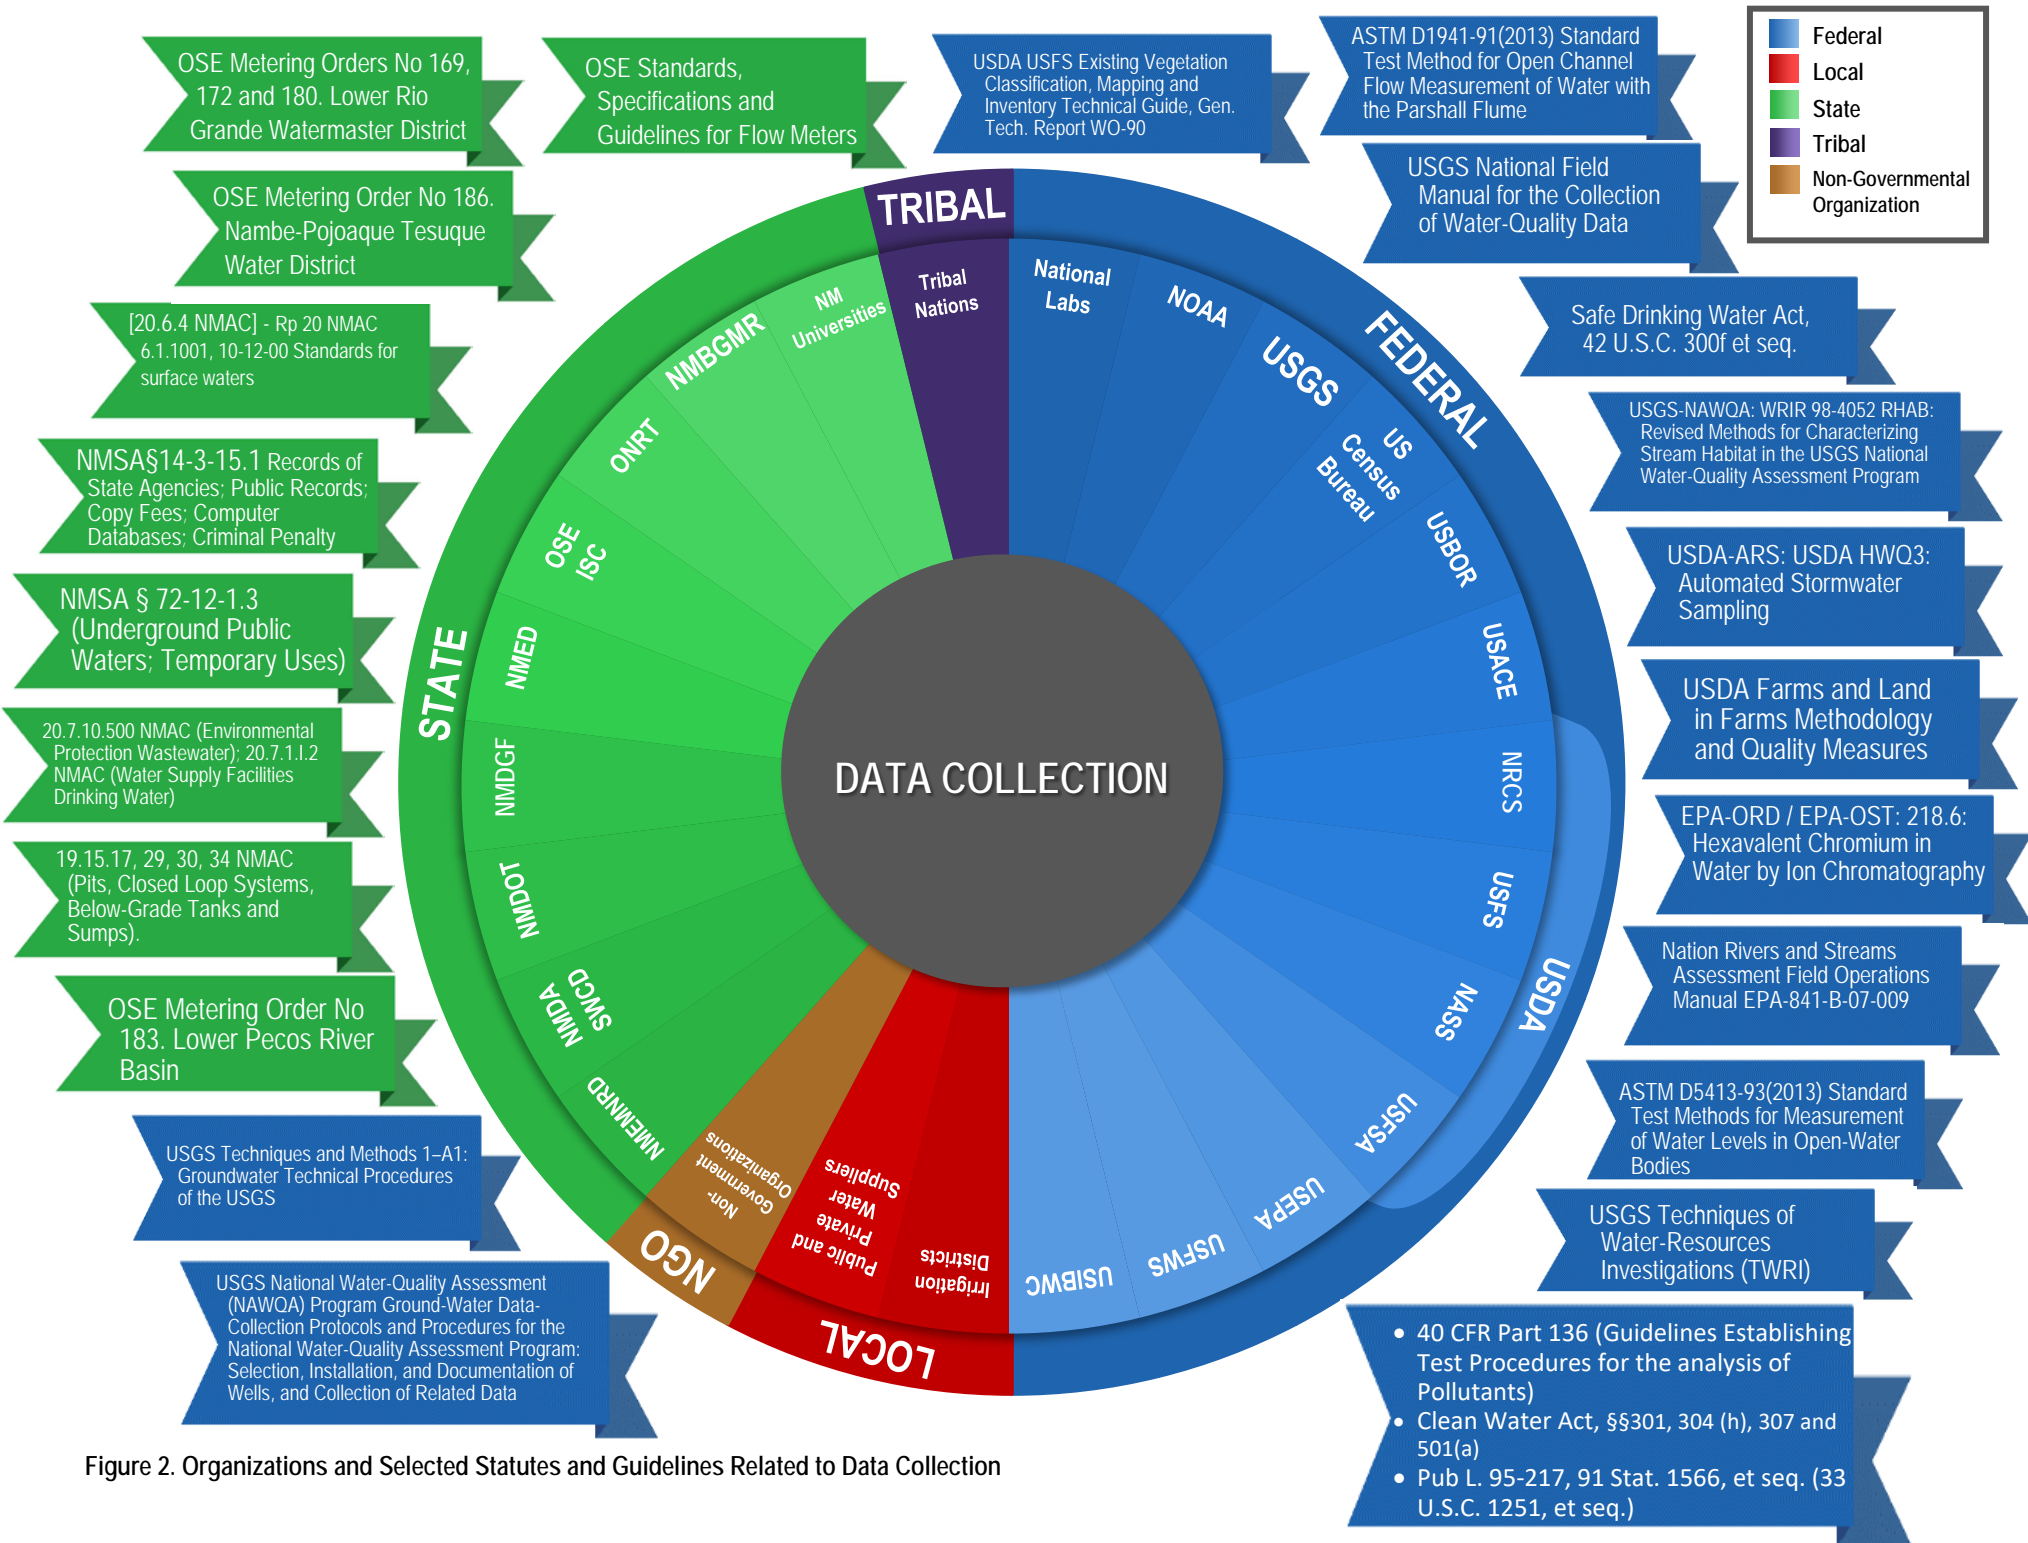 OSE Metering Orders No 169,
172 and 180. Lower Rio
Grande Watermaster District
OSE Standards,
Specifications and
Guidelines for Flow Meters
USDA USFS Existing Vegetation
Classification, Mapping and
Inventory Technical Guide, Gen.
Tech. Report WO-90
ASTM D1941-91(2013) Standard
Test Method for Open Channel
Flow Measurement of Water with
the Parshall Flume
Federal
Local
State
Tribal
Non-Governmental
Organization
OSE Metering Order No 186.
Nambe-Pojoaque Tesuque
Water District
USGS National Field
Manual for the Collection
of Water-Quality Data
[20.6.4 NMAC] - Rp 20 NMAC
6.1.1001, 10-12-00 Standards for
surface waters
Safe Drinking Water Act,
42 U.S.C. 300f et seq.
NMSA§14-3-15.1 Records of
State Agencies; Public Records;
Copy Fees; Computer
Databases; Criminal Penalty
USGS-NAWQA: WRIR 98-4052 RHAB:
Revised Methods for Characterizing
Stream Habitat in the USGS National
Water-Quality Assessment Program
NMSA § 72-12-1.3
(Underground Public
Waters; Temporary Uses)
USDA-ARS: USDA HWQ3:
Automated Stormwater
Sampling
20.7.10.500 NMAC (Environmental
Protection Wastewater); 20.7.1.I.2
NMAC (Water Supply Facilities
Drinking Water)
USDA Farms and Land
in Farms Methodology
and Quality Measures
19.15.17, 29, 30, 34 NMAC
(Pits, Closed Loop Systems,
Below-Grade Tanks and
Sumps).
EPA-ORD / EPA-OST: 218.6:
Hexavalent Chromium in
Water by Ion Chromatography
OSE Metering Order No
183. Lower Pecos River
Basin
Nation Rivers and Streams
Assessment Field Operations
Manual EPA-841-B-07-009
USGS Techniques and Methods 1–A1:
Groundwater Technical Procedures
of the USGS
ASTM D5413-93(2013) Standard
Test Methods for Measurement
of Water Levels in Open-Water
Bodies
USGS National Water-Quality Assessment
(NAWQA) Program Ground-Water Data-
Collection Protocols and Procedures for the
National Water-Quality Assessment Program:
Selection, Installation, and Documentation of
Wells, and Collection of Related Data
USGS Techniques of
Water-Resources
Investigations (TWRI)
• 40 CFR Part 136 (Guidelines Establishing
Test Procedures for the analysis of
Pollutants)
• Clean Water Act, §§301, 304 (h), 307 and
501(a)
• Pub L. 95-217, 91 Stat. 1566, et seq. (33
U.S.C. 1251, et seq.)
TRIBAL
Tribal
Nations
FEDERAL
National
Labs
NOAA
USGS
US
Census
Bureau
USBOR
USACE
USDA
NRCS
USFS
NASS
USFSA
USEPA
USFWS
USIBWC
LOCAL
Irrigation
Districts
Public and
Private
Water
Suppliers
NGO
Non-
Government
Organizations
STATE
NMEMNRD
NMDA
SWCD
NMDOT
NMDGF
NMED
OSE
ISC
ONRT
NMBGMR
NM
Universities
DATA COLLECTION
Figure 2. Organizations and Selected Statutes and Guidelines Related to Data Collection